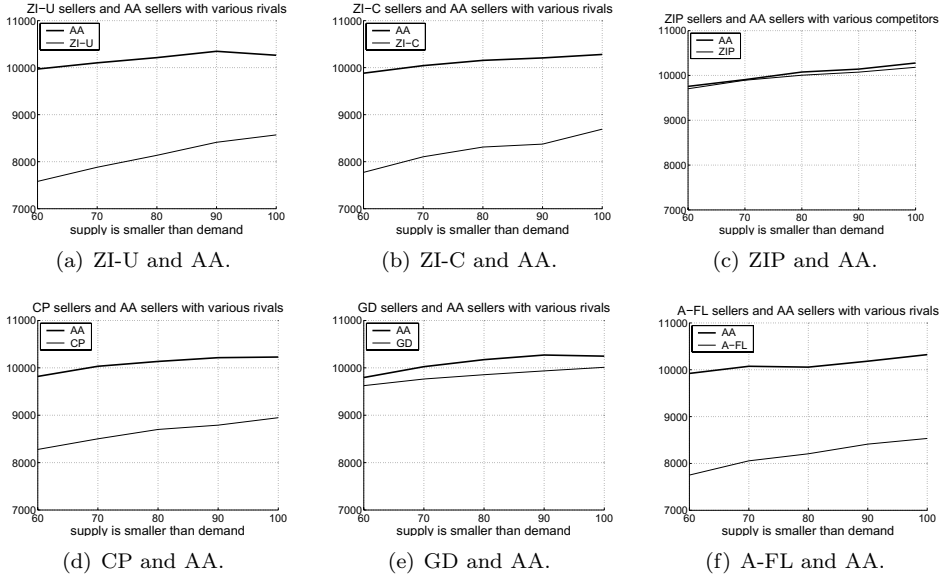 ZI−U sellers and AA sellers with various rivals
11000
10000
9000
8000
7000
AA
ZI−U
60 70 80 90 100
supply is smaller than demand
(a) ZI-U and AA.
ZI−C sellers and AA sellers with various rivals
11000
10000
9000
8000
7000
AA
ZI−C
60 70 80 90 100
supply is smaller than demand
(b) ZI-C and AA.
ZIP sellers and AA sellers with various competitors
11000
10000
9000
8000
7000
AA
ZIP
60 70 80 90 100
supply is smaller than demand
(c) ZIP and AA.
CP sellers and AA sellers with various rivals
11000
10000
9000
8000
7000
AA
CP
60 70 80 90 100
supply is smaller than demand
(d) CP and AA.
GD sellers and AA sellers with various rivals
11000
10000
9000
8000
7000
AA
GD
60 70 80 90 100
supply is smaller than demand
(e) GD and AA.
A−FL sellers and AA sellers with various rivals
11000
10000
9000
8000
7000
AA
A−FL
60 70 80 90 100
supply is smaller than demand
(f) A-FL and AA.